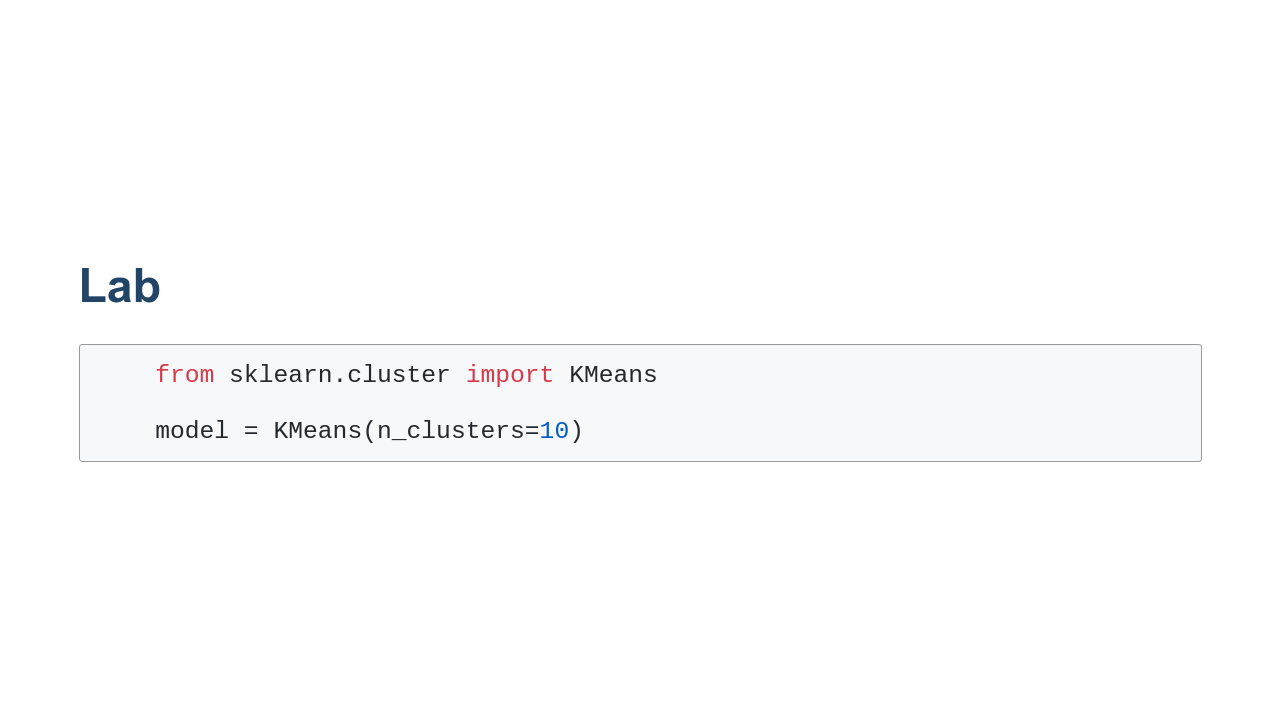 Lab
from sklearn.cluster import KMeans
model = KMeans(n_clusters=10)